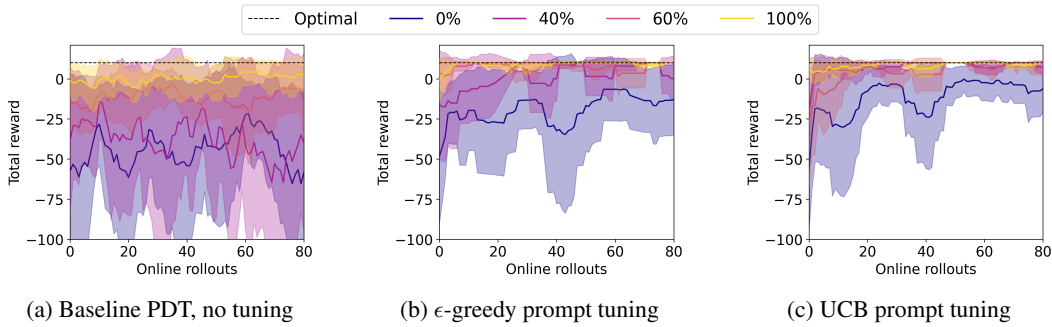 Optimal 0% 40% 60% 100%
Total reward
0
−25
−50
−75
−100
0 20 40 60 80
Online rollouts
(a) Baseline PDT, no tuning
Total reward
0
−25
−50
−75
−100
0 20 40 60 80
Online rollouts
(b) ϵ-greedy prompt tuning
Total reward
0
−25
−50
−75
−100
0 20 40 60 80
Online rollouts
(c) UCB prompt tuning